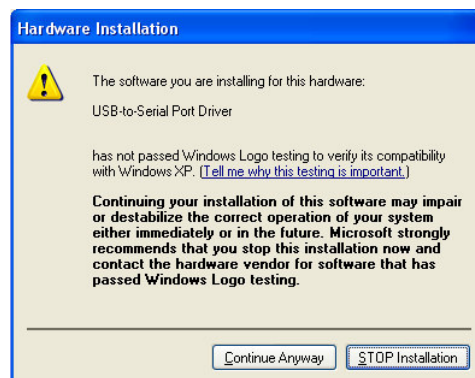 Hardware Installation
The software you are installing for this hardware:
USB-to-Serial Port Driver
has not passed Windows Logo testing to verify its compatibility
with Windows XP. (Tell me why this testing is important.)
Continuing your installation of this software may impair
or destabilize the correct operation of your system
either immediately or in the future. Microsoft strongly
recommends that you stop this installation now and
contact the hardware vendor for software that has
passed Windows Logo testing.
Continue Anyway STOP Installation